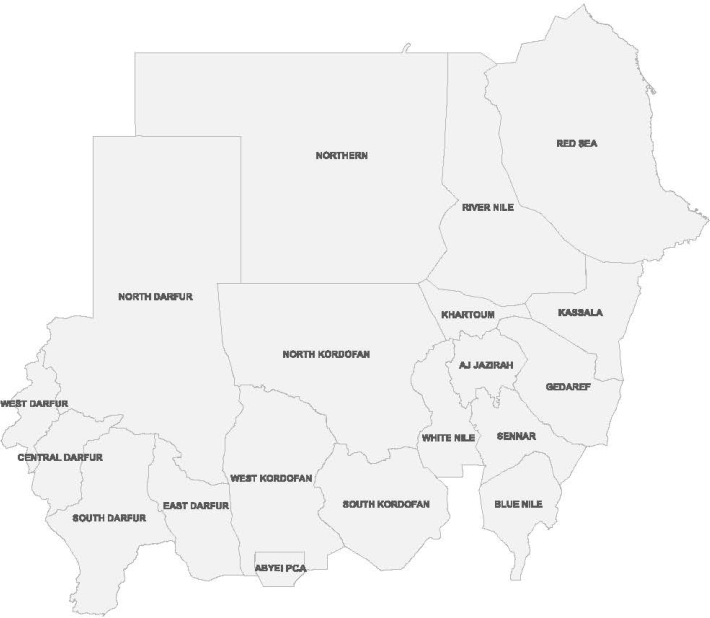 RED SEA
NORTHERN
RIVER NILE
NORTH DARFUR
KHARTOUM
KASSALA
NORTH KORDOFAN
AJ JAZIRAH
GEDAREF
WEST DARFUR
WHITE NILE
SENNAR
CENTRAL DARFUR
WEST KORDOFAN
EAST DARFUR
SOUTH KORDOFAN
BLUE NILE
SOUTH DARFUR
ABYEI PCA